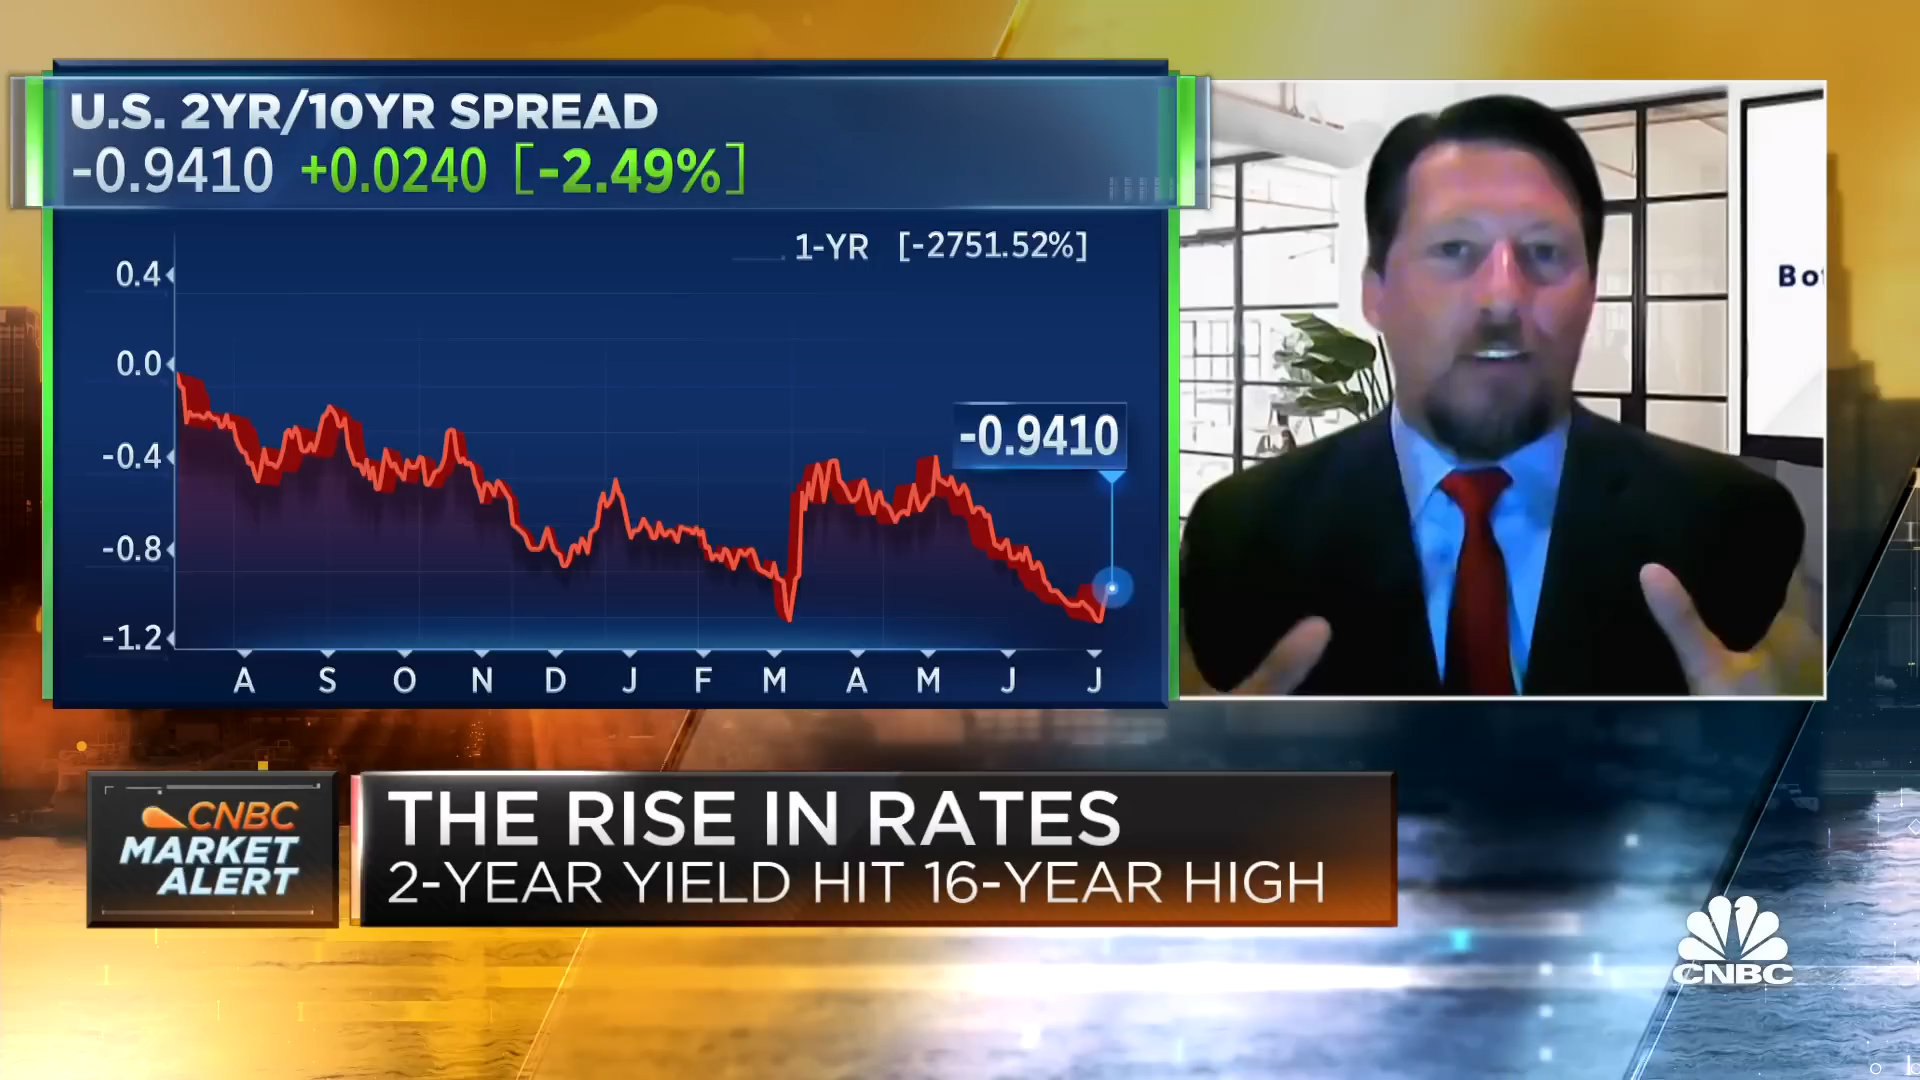 U.S. 2YR/10YR SPREAD
-0.9410 +0.0240 [-2.49%]
1-YR [-2751.52%]
0.4
0.0
-0.4
-0.8
-1.2
-0.9410
A S O N D J F M A M J J
CNBC
MARKET
ALERT
THE RISE IN RATES
2-YEAR YIELD HIT 16-YEAR HIGH
CNBC